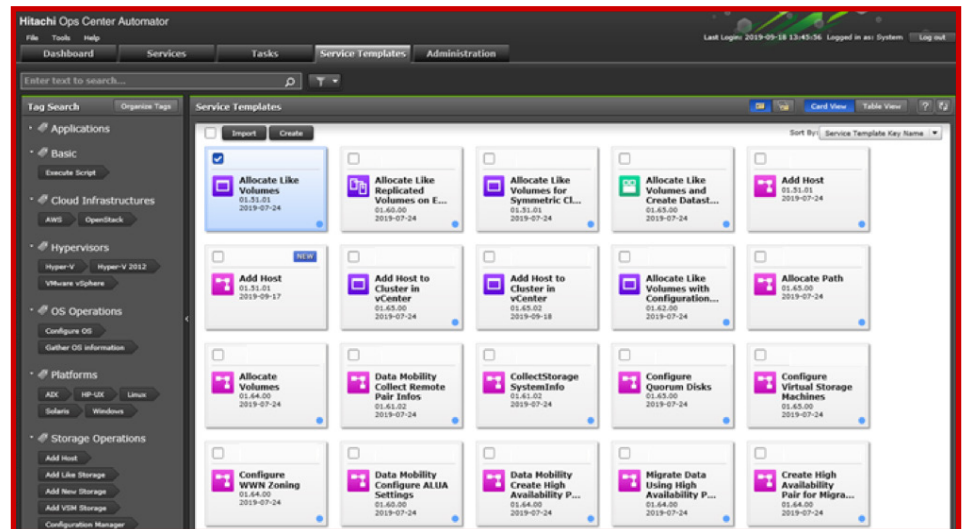 Hitachi Ops Center Automator
File Tools Help
Last Login: 2019-09-18 13:45:56 Logged in as: System Log out
Dashboard Services Tasks Service Templates Administration
Enter text to search...
Tag Search Organize Tags
Applications
Basic
Execute Script
Cloud Infrastructures
AWS OpenStack
Hypervisors
Hyper-V Hyper-V 2012
VMware vSphere
OS Operations
Configure OS
Gather OS information
Platforms
AIX HP-UX Linux
Solaris Windows
Storage Operations
Add Host
Add Like Storage
Add New Storage
Add VSM Storage
Configuration Manager
Service Templates Card View Table View ?
Import Create Sort By: Service Template Key Name
Allocate Like
Volumes
01.51.01
2019-07-24
Allocate Like
Replicated
Volumes on E...
01.60.00
2019-07-24
Allocate Like
Volumes for
Symmetric Cl...
01.51.01
2019-07-24
Allocate Like
Volumes and
Create Datast...
01.65.00
2019-07-24
Add Host
01.51.01
2019-07-24
NEW
Add Host
01.51.01
2019-09-17
Add Host to
Cluster in
vCenter
01.65.00
2019-07-24
Add Host to
Cluster in
vCenter
01.65.02
2019-09-18
Allocate Like
Volumes with
Configuration...
01.62.00
2019-07-24
Allocate Path
01.65.00
2019-07-24
Allocate
Volumes
01.64.00
2019-07-24
Data Mobility
Collect Remote
Pair Infos
01.61.02
2019-07-24
CollectStorage
SystemInfo
01.61.02
2019-07-24
Configure
Quorum Disks
01.65.00
2019-07-24
Configure
Virtual Storage
Machines
01.65.00
2019-07-24
Configure
WWN Zoning
01.64.00
2019-07-24
Data Mobility
Configure ALUA
Settings
01.60.00
2019-07-24
Data Mobility
Create High
Availability P...
01.64.00
2019-07-24
Migrate Data
Using High
Availability P...
01.64.00
2019-07-24
Create High
Availability
Pair for Migra...
01.64.00
2019-07-24